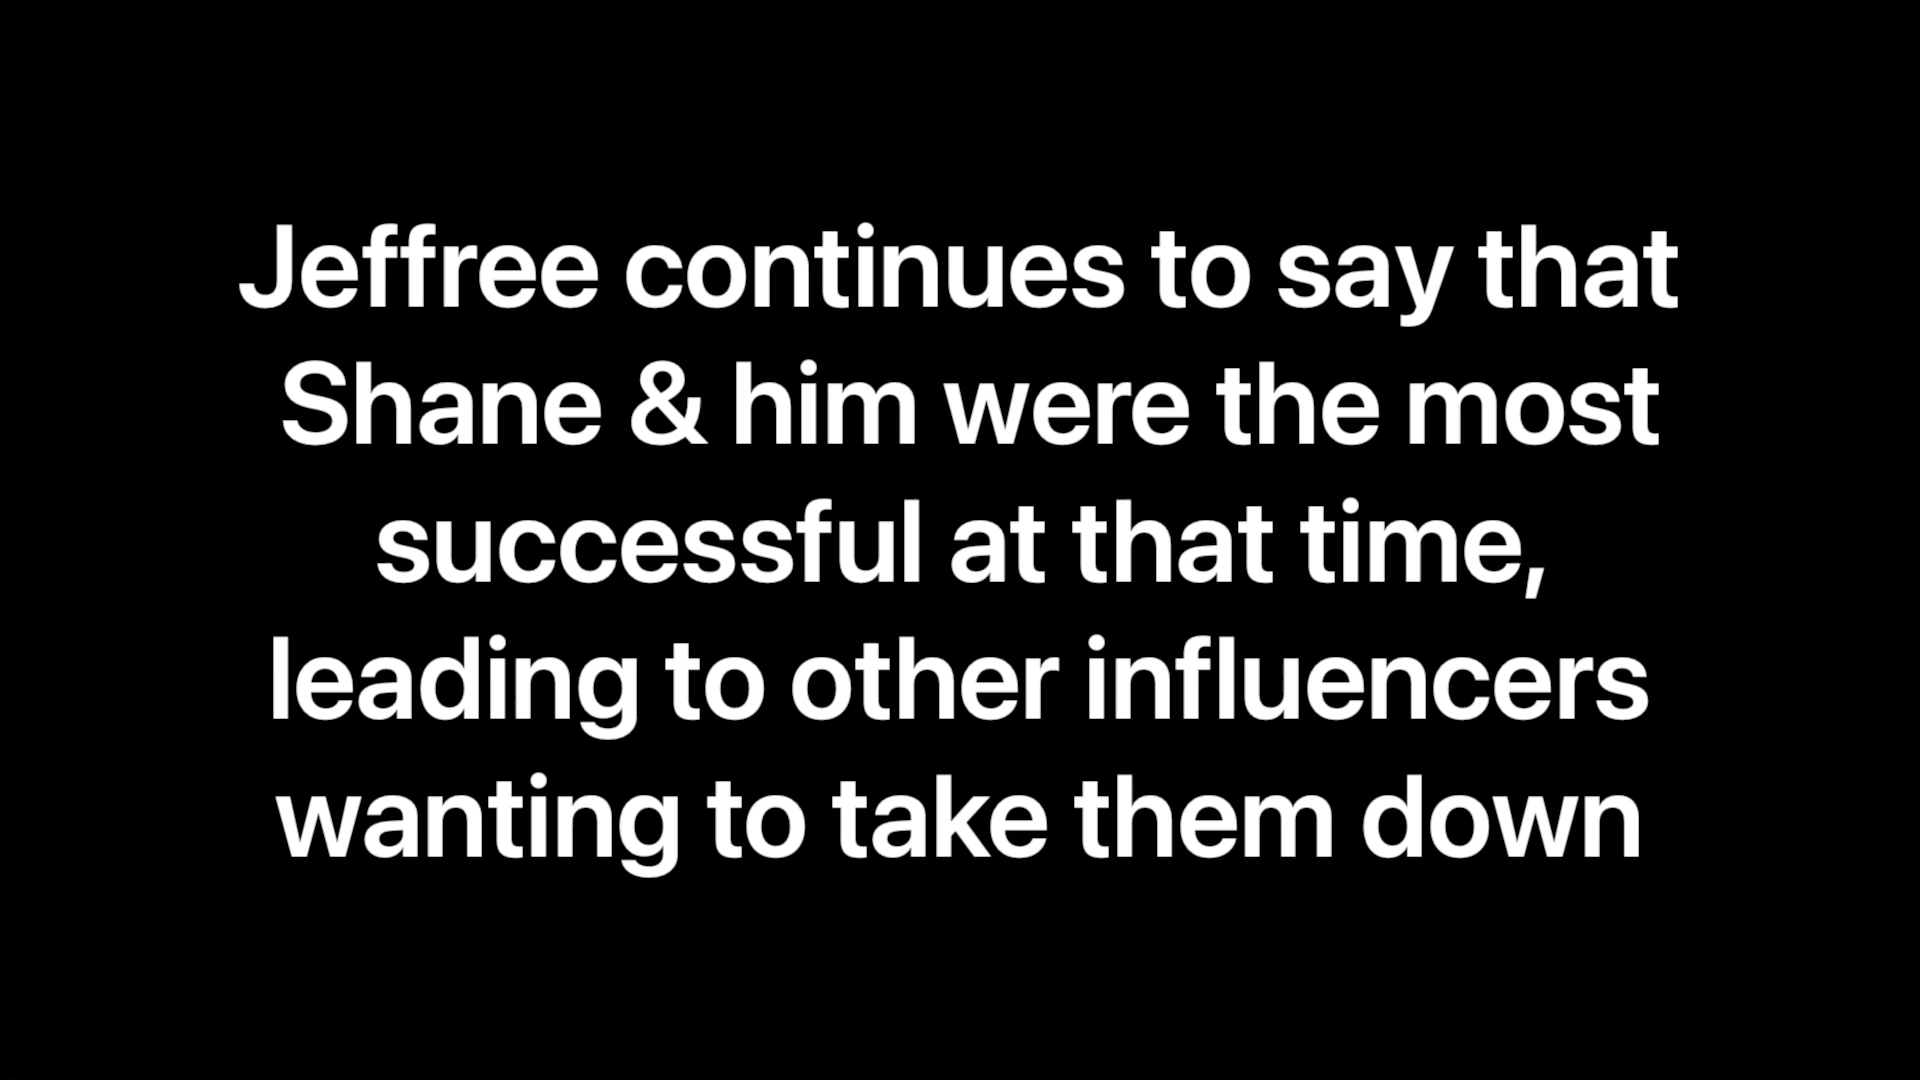 Jeffree continues to say that
Shane & him were the most
successful at that time,
leading to other influencers
wanting to take them down